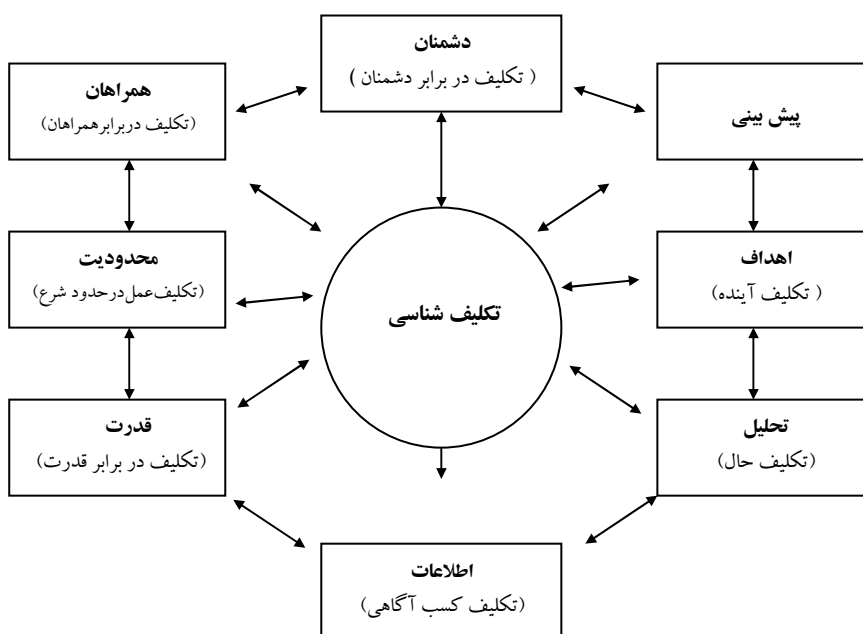 دشمنان
( تکلیف در برابر دشمنان )
همراهان
(تکلیف دربرابرهمراهان)
پیش بینی
محدودیت
(تکلیف‌عمل‌درحدود شرع)
تکلیف شناسی
اهداف
( تکلیف آینده)
قدرت
(تکلیف در برابر قدرت)
تحلیل
(تکلیف حال)
اطلاعات
(تکلیف کسب آگاهی)